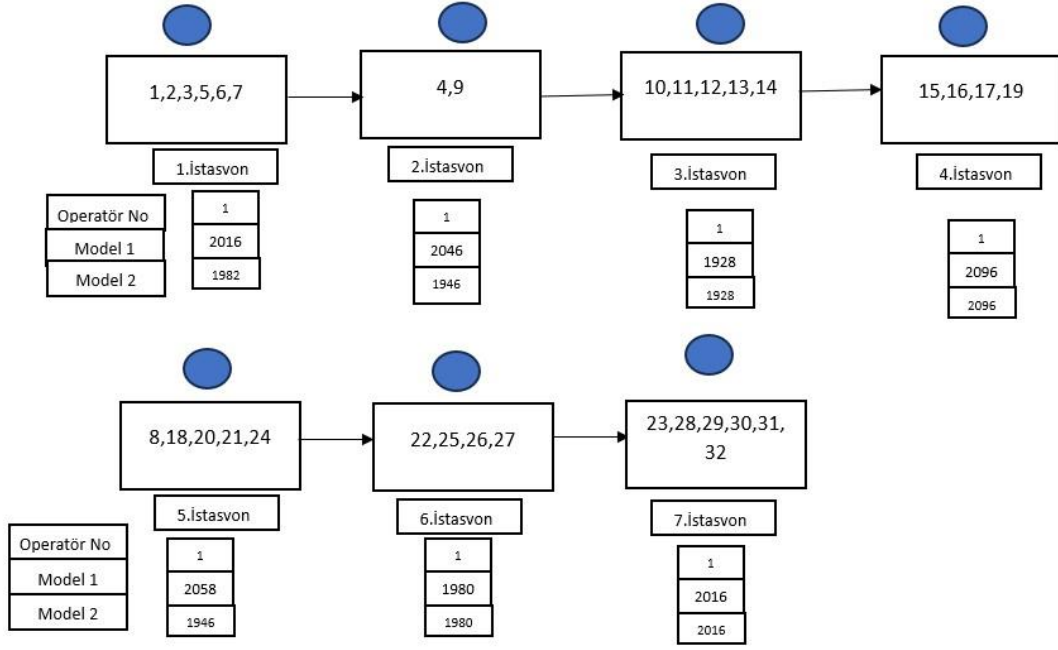 1,2,3,5,6,7
4,9
10,11,12,13,14
15,16,17,19
1.İstasvon
2.İstasvon
3.İstasvon
4.İstasvon
Operatör No
1
1
1
1
Model 1
2016
2046
1928
2096
Model 2
1982
1946
1928
2096
8,18,20,21,24
22,25,26,27
23,28,29,30,31,
32
5.İstasvon
6.İstasvon
7.İstasvon
Operatör No
1
1
1
Model 1
2058
1980
2016
Model 2
1946
1980
2016